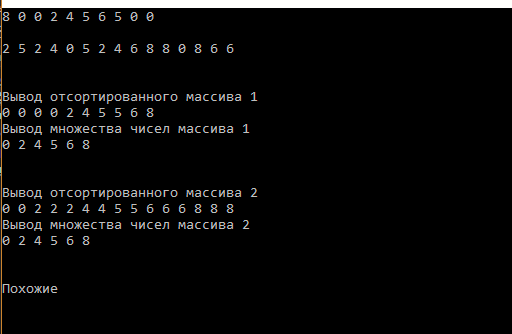 8 0 0 2 4 5 6 5 0 0
2 5 2 4 0 5 2 4 6 8 8 0 8 6 6
Вывод отсортированного массива 1
0 0 0 0 2 4 5 5 6 8
Вывод множества чисел массива 1
0 2 4 5 6 8
Вывод отсортированного массива 2
0 0 2 2 2 4 4 5 5 6 6 6 8 8 8
Вывод множества чисел массива 2
0 2 4 5 6 8
Похожие